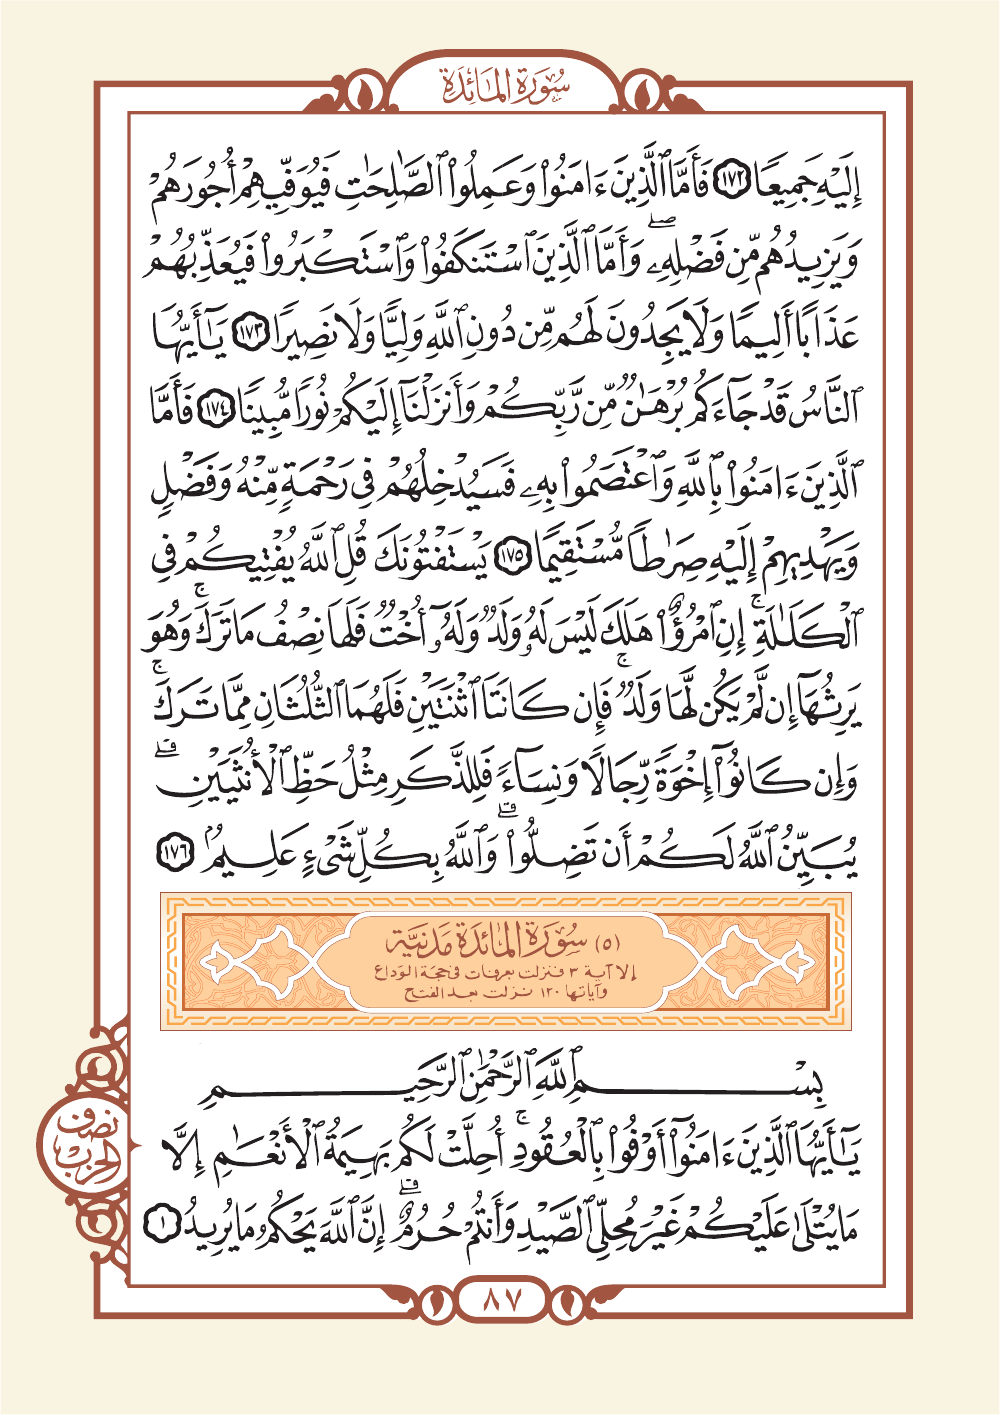 سُورَةُ المَائدَةِ
إِلَيْهِ جَمِيعًا ١٧٢ فَأَمَّا ٱلَّذِينَ ءَامَنُوا۟ وَعَمِلُوا۟ ٱلصَّٰلِحَٰتِ فَيُوَفِّيهِمْ أُجُورَهُمْ
وَيَزِيدُهُم مِّن فَضْلِهِۦ ۖ وَأَمَّا ٱلَّذِينَ ٱسْتَنكَفُوا۟ وَٱسْتَكْبَرُوا۟ فَيُعَذِّبُهُمْ
عَذَابًا أَلِيمًا وَلَا يَجِدُونَ لَهُم مِّن دُونِ ٱللَّهِ وَلِيًّا وَلَا نَصِيرًا ١٧٣ يَٰٓأَيُّهَا
ٱلنَّاسُ قَدْ جَآءَكُم بُرْهَٰنٌ مِّن رَّبِّكُمْ وَأَنزَلْنَآ إِلَيْكُمْ نُورًا مُّبِينًا ١٧٤ فَأَمَّا
ٱلَّذِينَ ءَامَنُوا۟ بِٱللَّهِ وَٱعْتَصَمُوا۟ بِهِۦ فَسَيُدْخِلُهُمْ فِى رَحْمَةٍ مِّنْهُ وَفَضْلٍ
وَيَهْدِيهِمْ إِلَيْهِ صِرَٰطًا مُّسْتَقِيمًا ١٧٥ يَسْتَفْتُونَكَ قُلِ ٱللَّهُ يُفْتِيكُمْ فِى
ٱلْكَلَٰلَةِ ۚ إِنِ ٱمْرُؤٌا۟ هَلَكَ لَيْسَ لَهُۥ وَلَدٌ وَلَهُۥٓ أُخْتٌ فَلَهَا نِصْفُ مَا تَرَكَ ۚ وَهُوَ
يَرِثُهَآ إِن لَّمْ يَكُن لَّهَا وَلَدٌ ۚ فَإِن كَانَتَا ٱثْنَتَيْنِ فَلَهُمَا ٱلثُّلُثَانِ مِمَّا تَرَكَ ۚ
وَإِن كَانُوٓا۟ إِخْوَةً رِّجَالًا وَنِسَآءً فَلِلذَّكَرِ مِثْلُ حَظِّ ٱلْأُنثَيَيْنِ ۗ
يُبَيِّنُ ٱللَّهُ لَكُمْ أَن تَضِلُّوا۟ ۗ وَٱللَّهُ بِكُلِّ شَىْءٍ عَلِيمٌۢ ١٧٦
(٥) سُورَةُ المَائدَة مَدَنِيَّة
إلا آية ٣ فنزلت بعرفات في حجة الوداع
وآياتها ١٢٠ نزلت بعد الفتح
بِسْمِ ٱللَّهِ ٱلرَّحْمَٰنِ ٱلرَّحِيمِ
يَٰٓأَيُّهَا ٱلَّذِينَ ءَامَنُوٓا۟ أَوْفُوا۟ بِٱلْعُقُودِ ۚ أُحِلَّتْ لَكُم بَهِيمَةُ ٱلْأَنْعَٰمِ إِلَّا
مَا يُتْلَىٰ عَلَيْكُمْ غَيْرَ مُحِلِّى ٱلصَّيْدِ وَأَنتُمْ حُرُمٌ ۗ إِنَّ ٱللَّهَ يَحْكُمُ مَا يُرِيدُ ١
نصف
الحزب
٨٧